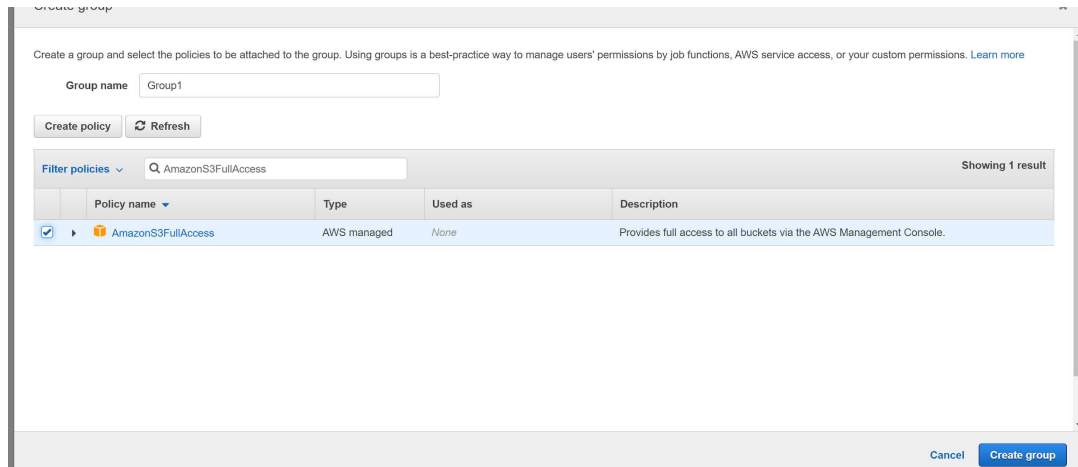 Create group
Create a group and select the policies to be attached to the group. Using groups is a best-practice way to manage users' permissions by job functions, AWS service access, or your custom permissions. Learn more
Group name Group1
Create policy Refresh
Filter policies AmazonS3FullAccess Showing 1 result
Policy name Type Used as Description
AmazonS3FullAccess AWS managed None Provides full access to all buckets via the AWS Management Console.
Cancel Create group